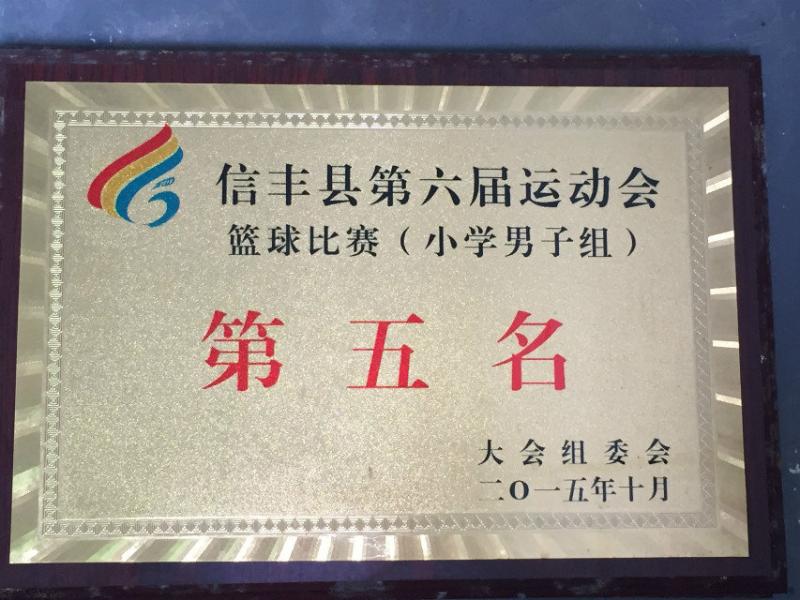 信丰县第六届运动会
篮球比赛（小学男子组）
第五名
大会组委会
二O一五年十月